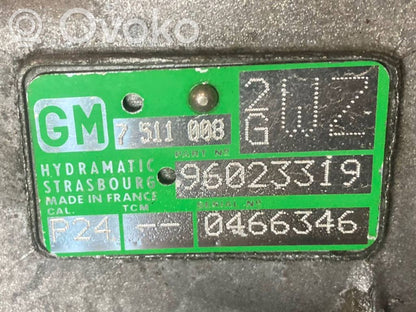 OVOKO
GM 7 511 008 2G WZ
PART No
HYDRAMATIC
STRASBOURG 96023319
MADE IN FRANCE
CAL. TCM SERIAL No
P24 -- 0466346